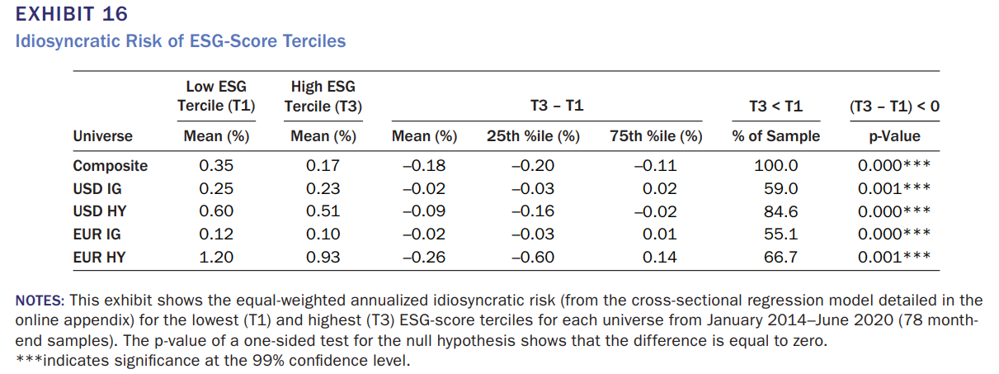 EXHIBIT 16
Idiosyncratic Risk of ESG-Score Terciles
Low ESG High ESG
Tercile (T1) Tercile (T3) T3 – T1 T3 < T1 (T3 – T1) < 0
Universe Mean (%) Mean (%) Mean (%) 25th %ile (%) 75th %ile (%) % of Sample p-Value
Composite 0.35 0.17 –0.18 –0.20 –0.11 100.0 0.000***
USD IG 0.25 0.23 –0.02 –0.03 0.02 59.0 0.001***
USD HY 0.60 0.51 –0.09 –0.16 –0.02 84.6 0.000***
EUR IG 0.12 0.10 –0.02 –0.03 0.01 55.1 0.000***
EUR HY 1.20 0.93 –0.26 –0.60 0.14 66.7 0.001***
NOTES: This exhibit shows the equal-weighted annualized idiosyncratic risk (from the cross-sectional regression model detailed in the
online appendix) for the lowest (T1) and highest (T3) ESG-score terciles for each universe from January 2014–June 2020 (78 month-
end samples). The p-value of a one-sided test for the null hypothesis shows that the difference is equal to zero.
***indicates significance at the 99% confidence level.